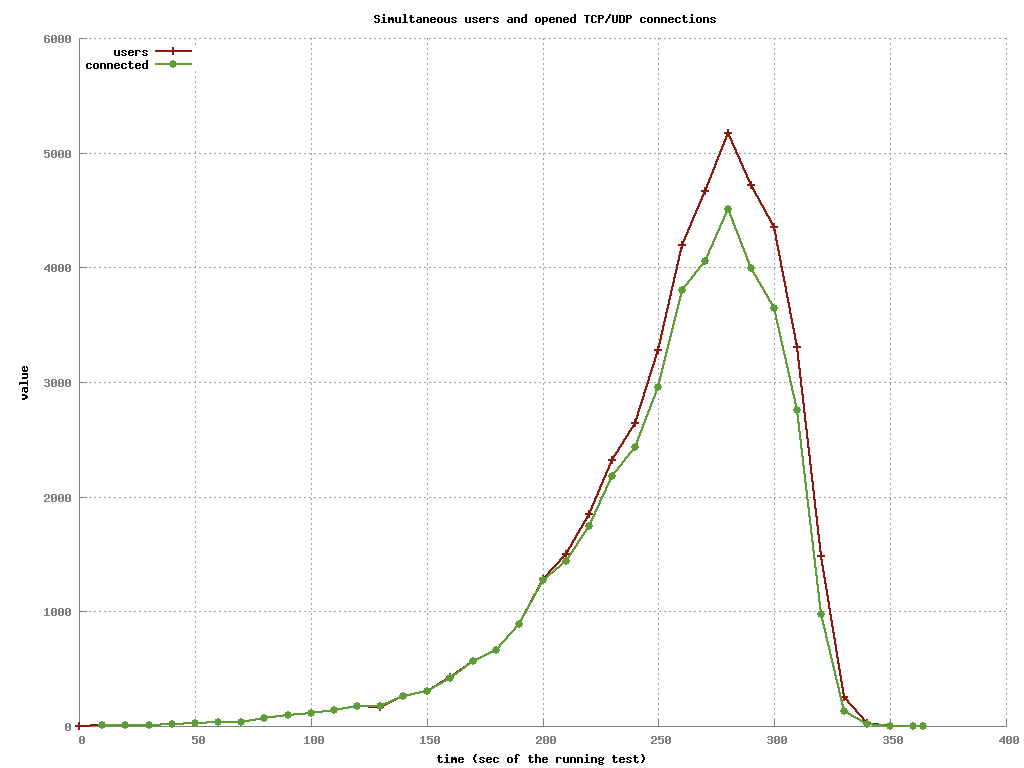 Simultaneous users and opened TCP/UDP connections
6000
users
connected
5000
4000
value
3000
2000
1000
0
0 50 100 150 200 250 300 350 400
time (sec of the running test)